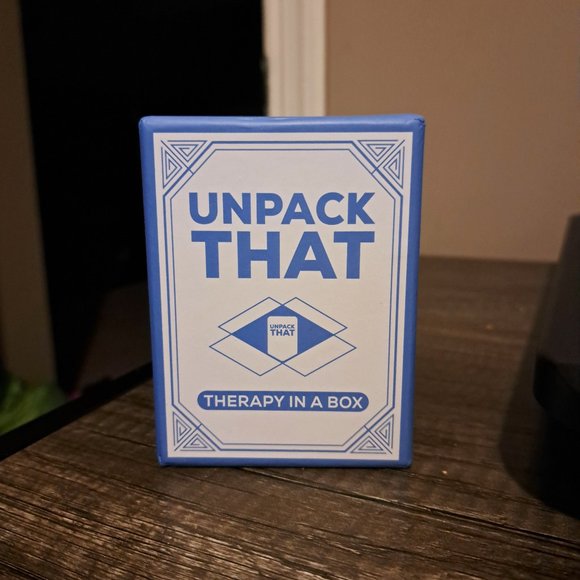 UNPACK
THAT
UNPACK
THAT
THERAPY IN A BOX